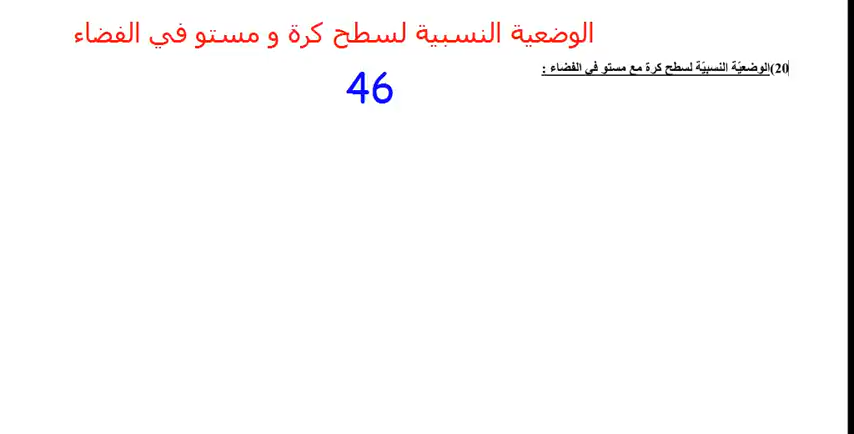 الوضعية النسبية لسطح كرة و مستو في الفضاء
20)الوضعيّة النسبيّة لسطح كرة مع مستو في الفضاء :
46